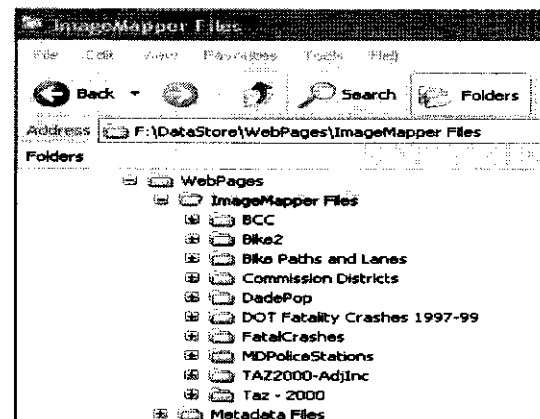 ImageMapper Files
File Edit View Favorites Tools Help
Back Search Folders
Address F:\DataStore\WebPages\ImageMapper Files
Folders
WebPages
ImageMapper Files
BCC
Bike2
Bike Paths and Lanes
Commission Districts
DadePop
DOT Fatality Crashes 1997-99
FatalCrashes
MDPoliceStations
TAZ2000-AdjInc
Taz - 2000
Metadata Files